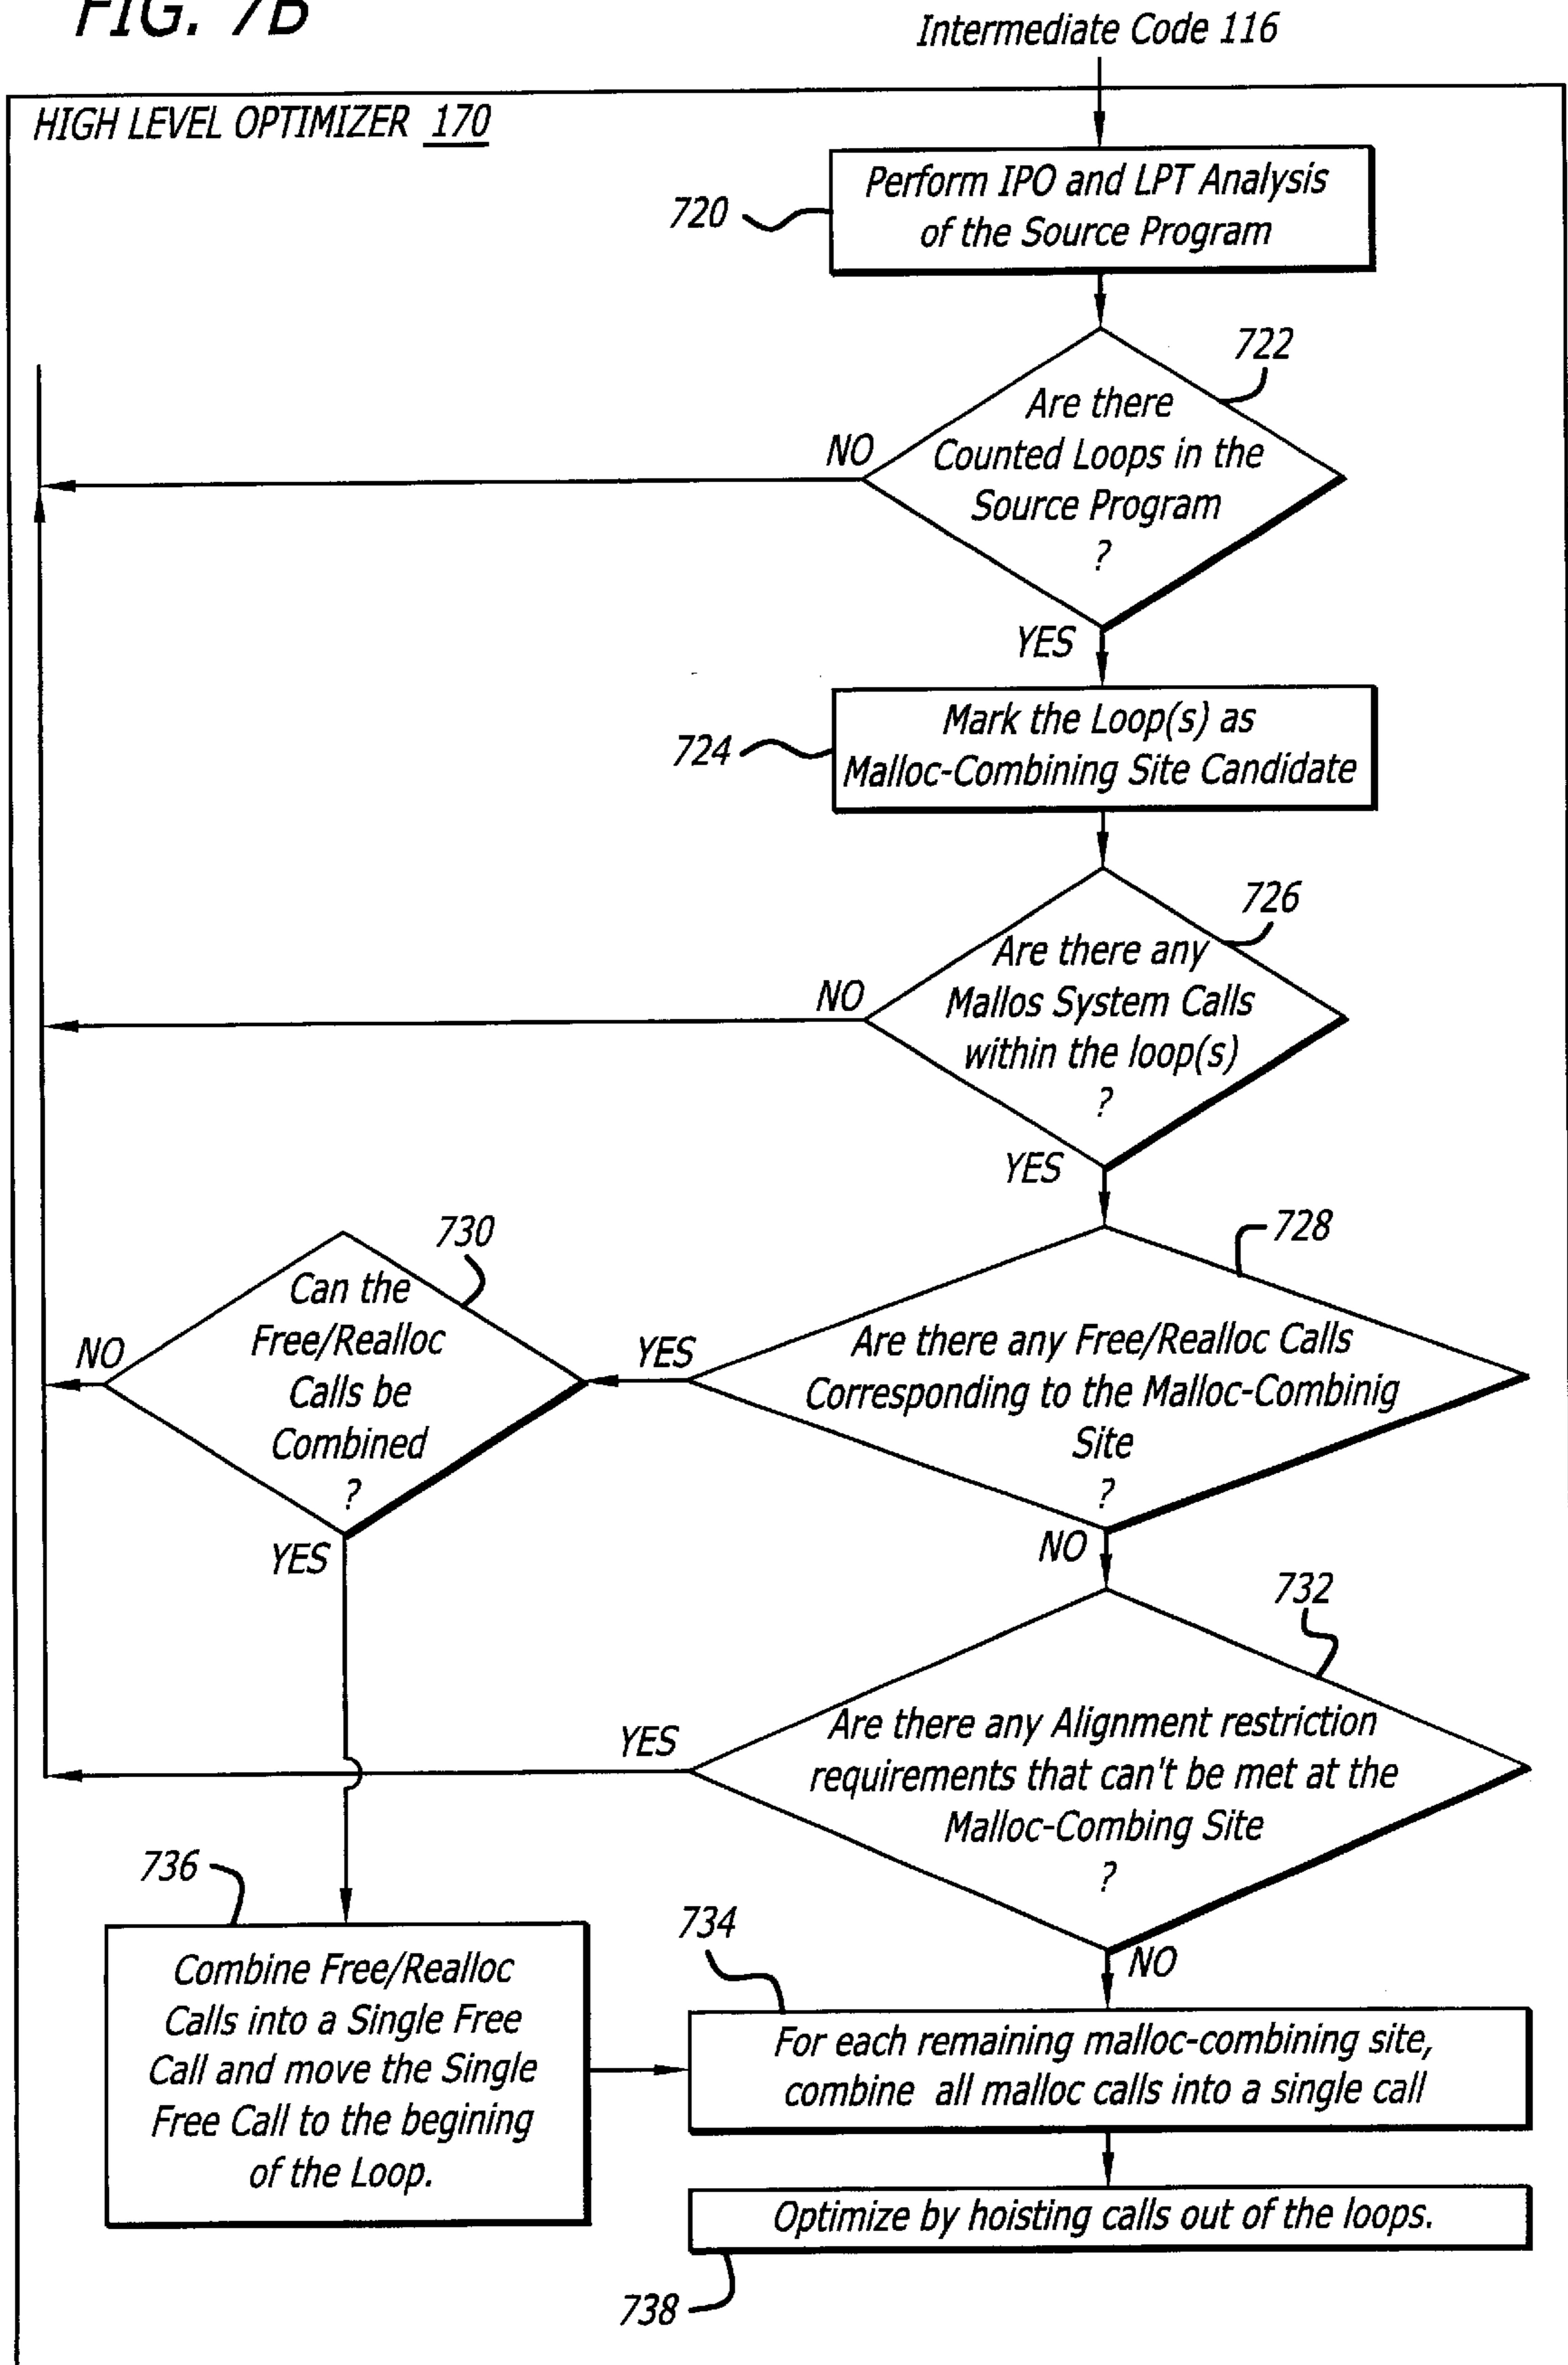 FIG. 7B
Intermediate Code 116
HIGH LEVEL OPTIMIZER 170
720
Perform IPO and LPT Analysis
of the Source Program
722
Are there
Counted Loops in the
Source Program
?
NO
YES
724
Mark the Loop(s) as
Malloc-Combining Site Candidate
726
Are there any
Mallos System Calls
within the loop(s)
?
NO
YES
728
Are there any Free/Realloc Calls
Corresponding to the Malloc-Combinig
Site
?
YES
NO
730
Can the
Free/Realloc
Calls be
Combined
?
NO
YES
732
Are there any Alignment restriction
requirements that can't be met at the
Malloc-Combing Site
?
YES
NO
736
Combine Free/Realloc
Calls into a Single Free
Call and move the Single
Free Call to the begining
of the Loop.
734
For each remaining malloc-combining site,
combine all malloc calls into a single call
Optimize by hoisting calls out of the loops.
738